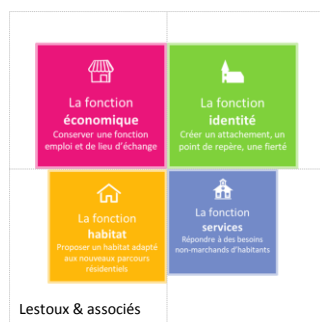 La fonction
économique
Conserver une fonction
emploi et de lieu d'échange
La fonction
identité
Créer un attachement, un
point de repère, une fierté
La fonction
habitat
Proposer un habitat adapté
aux nouveaux parcours
résidentiels
La fonction
services
Répondre à des besoins
non-marchands d'habitants
Lestoux & associés